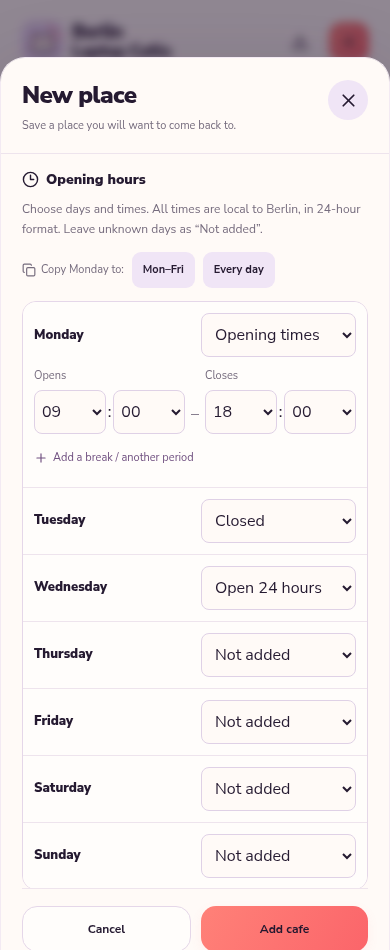 Berlin
Laptop Cafés
New place
Save a place you will want to come back to.
Opening hours
Choose days and times. All times are local to Berlin, in 24-hour
format. Leave unknown days as “Not added”.
Copy Monday to: Mon–Fri Every day
Monday Opening times
Opens Closes
09 : 00 – 18 : 00
+ Add a break / another period
Tuesday Closed
Wednesday Open 24 hours
Thursday Not added
Friday Not added
Saturday Not added
Sunday Not added
Cancel Add cafe